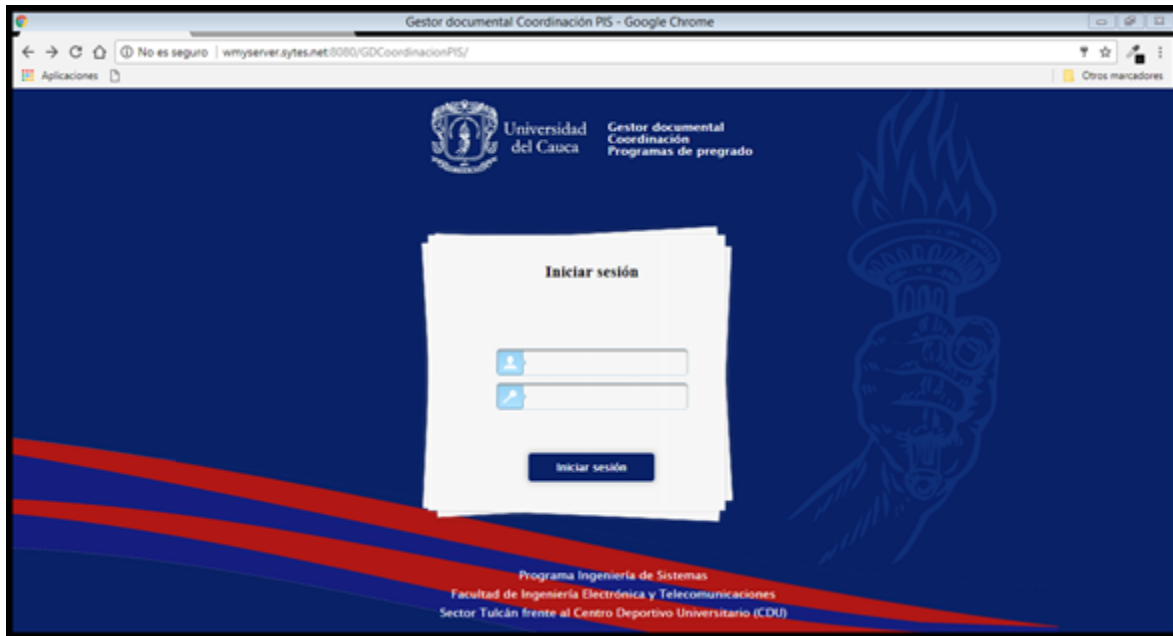 Gestor documental Coordinación PIS - Google Chrome
No es seguro | wmyserver.sytes.net:8080/GDCoordinacionPIS/
Aplicaciones
Otros marcadores
Universidad
del Cauca
Gestor documental
Coordinación
Programas de pregrado
Iniciar sesión
Iniciar sesión
Programa Ingeniería de Sistemas
Facultad de Ingeniería Electrónica y Telecomunicaciones
Sector Tulcán frente al Centro Deportivo Universitario (CDU)